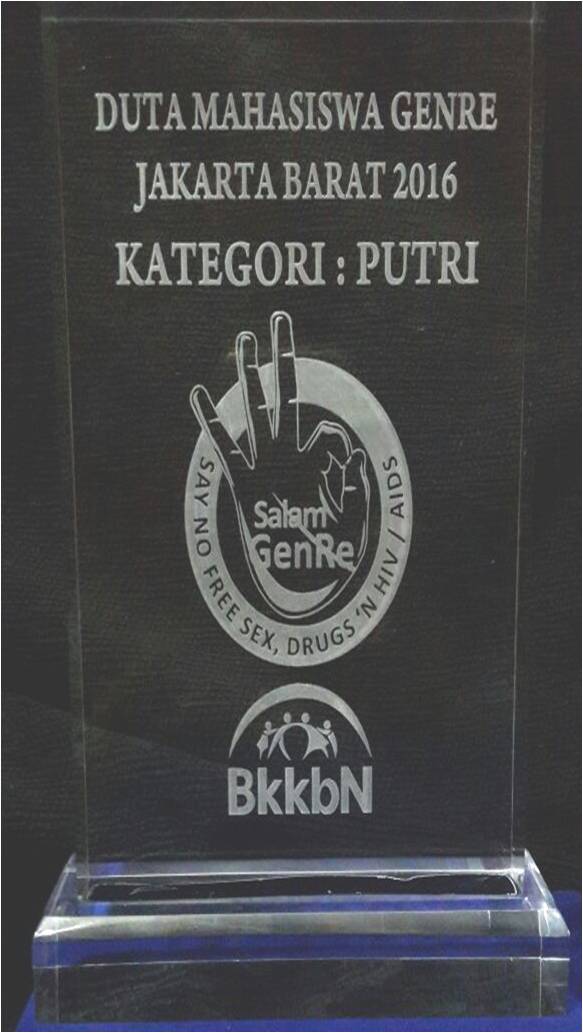 DUTA MAHASISWA GENRE
JAKARTA BARAT 2016
KATEGORI : PUTRI
Salam
GenRe
SAY NO FREE SEX, DRUGS 'N HIV / AIDS
BkkbN